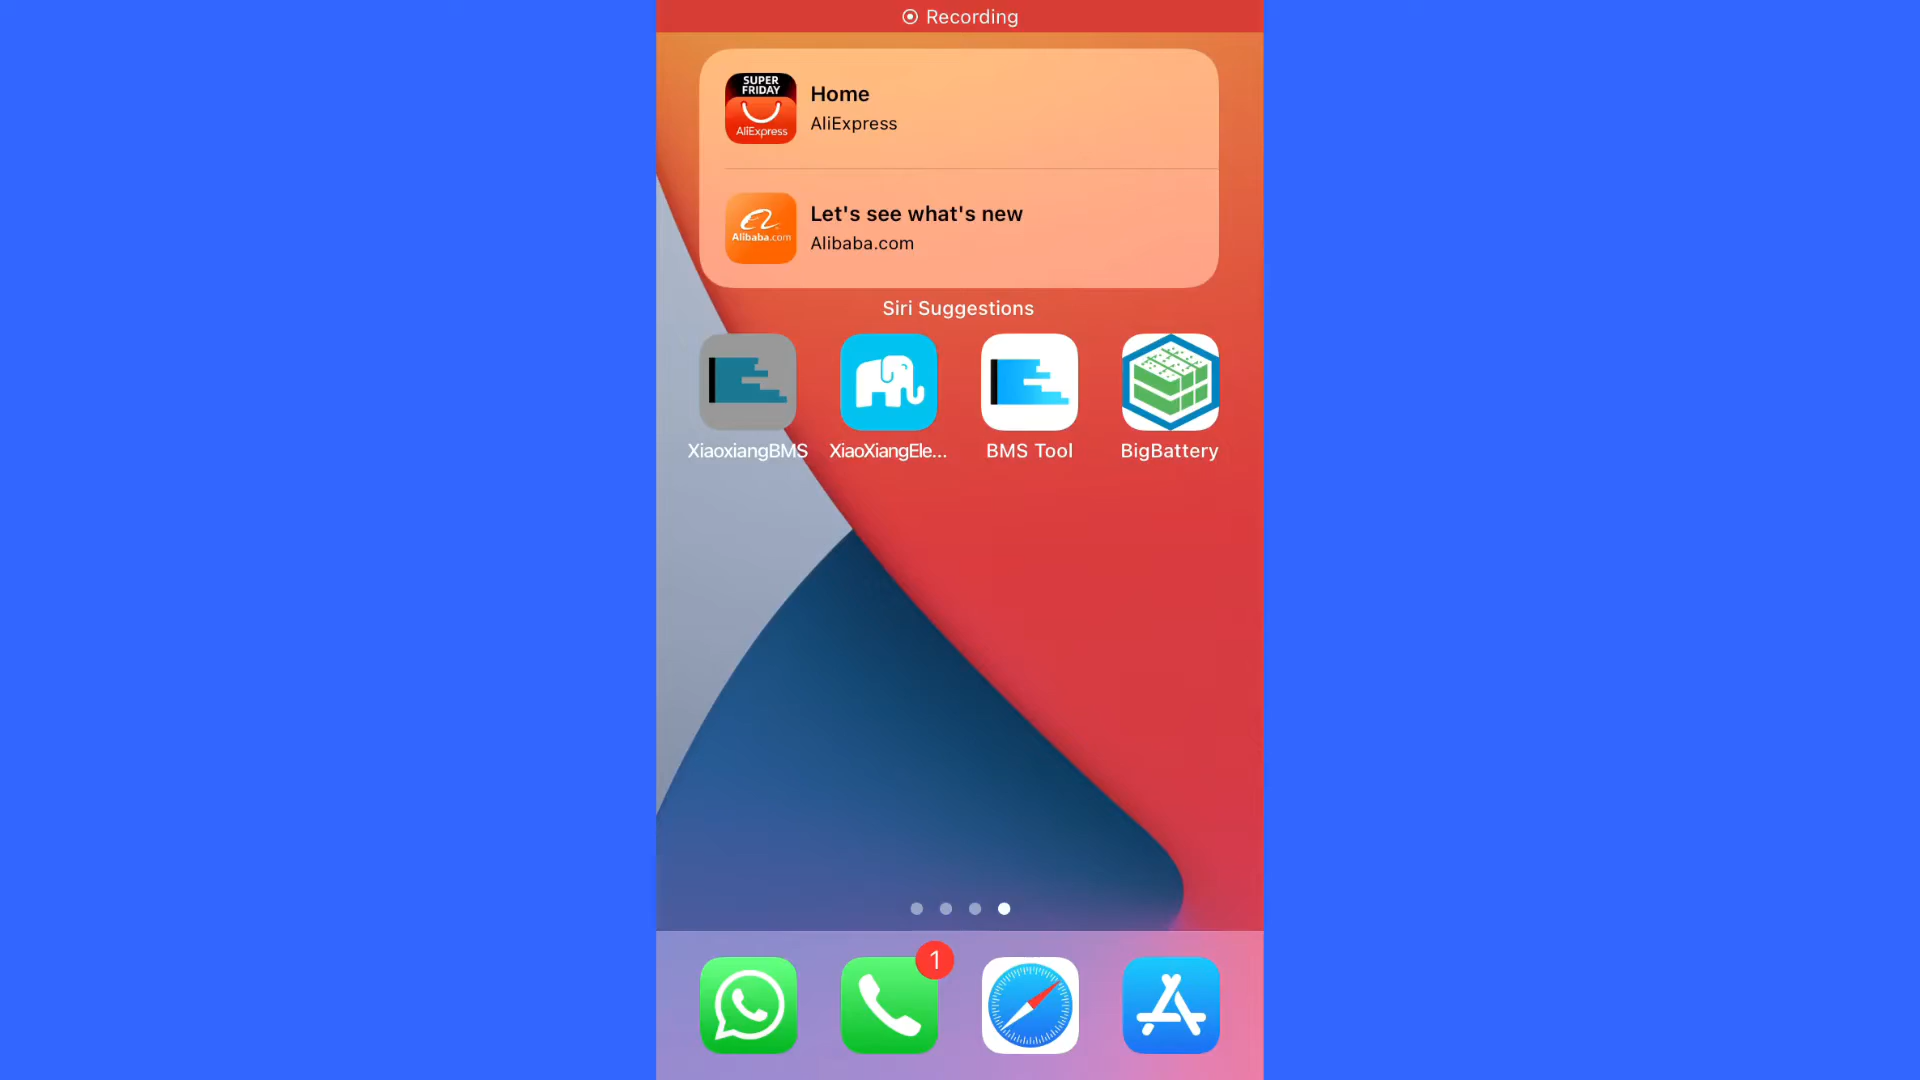 Recording
SUPER
FRIDAY
AliExpress
Home
AliExpress
Alibaba.com
Let's see what's new
Alibaba.com
Siri Suggestions
XiaoxiangBMS
XiaoXiangEle...
BMS Tool
BigBattery
1